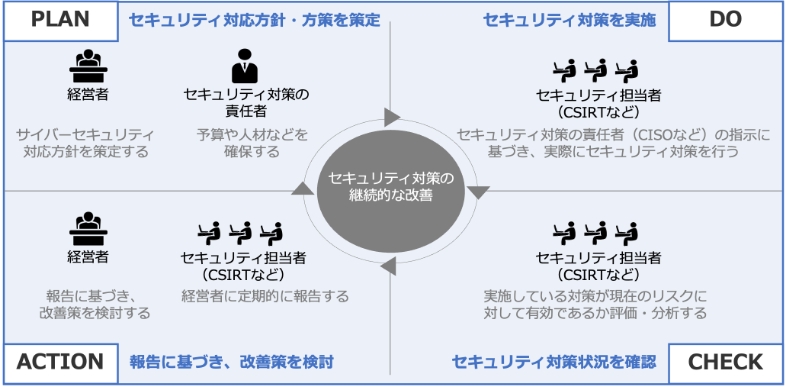 PLAN
セキュリティ対応方針・方策を策定
経営者
サイバーセキュリティ
対応方針を策定する
セキュリティ対策の
責任者
予算や人材などを
確保する
セキュリティ対策を実施
DO
セキュリティ担当者
（CSIRTなど）
セキュリティ対策の責任者（CISOなど）の指示に
基づき、実際にセキュリティ対策を行う
セキュリティ対策の
継続的な改善
経営者
報告に基づき、
改善策を検討する
セキュリティ担当者
（CSIRTなど）
経営者に定期的に報告する
ACTION
報告に基づき、改善策を検討
セキュリティ担当者
（CSIRTなど）
実施している対策が現在のリスクに
対して有効であるか評価・分析する
セキュリティ対策状況を確認
CHECK